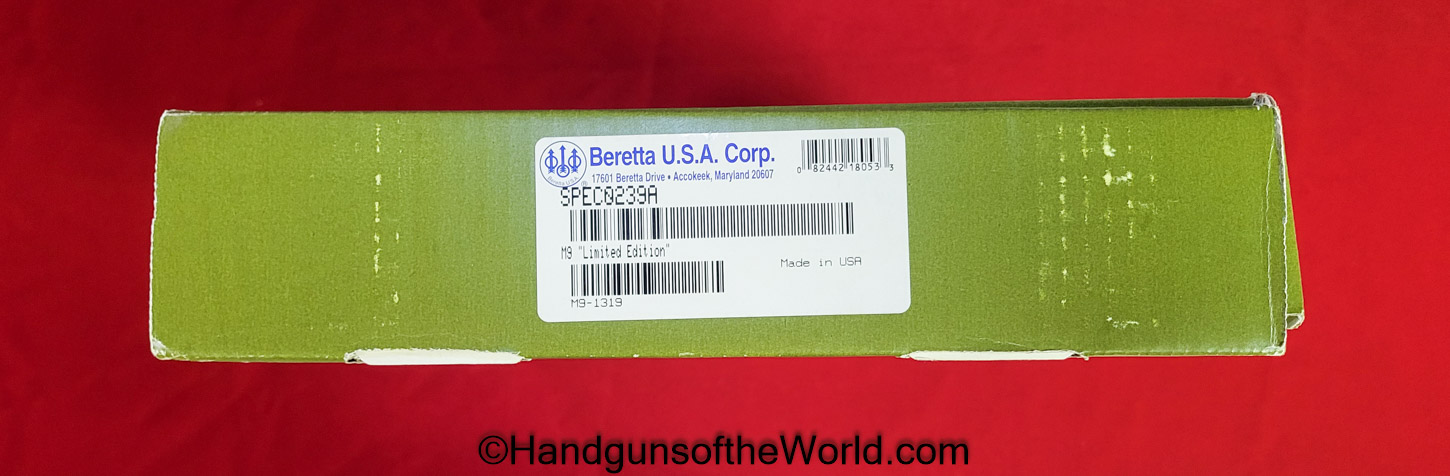 Beretta U.S.A. Corp.
17601 Beretta Drive • Accokeek, Maryland 20607
Beretta U.S.A.
®
0 82442 18053 3
SPEC0239A
M9 "Limited Edition"
Made in USA
M9-1319
©HandgunsoftheWorld.com